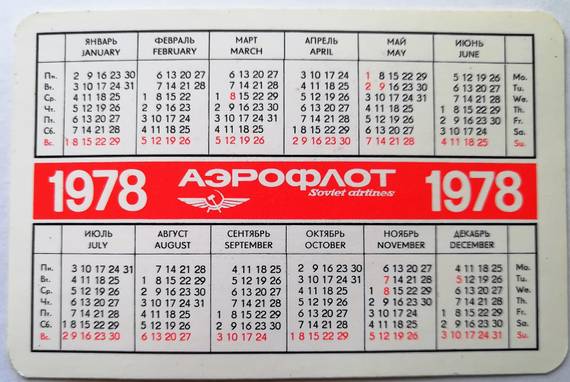 ЯНВАРЬ ФЕВРАЛЬ МАРТ АПРЕЛЬ МАЙ ИЮНЬ
JANUARY FEBRUARY MARCH APRIL MAY JUNE
Пн. 2 9 16 23 30 6 13 20 27 6 13 20 27 3 10 17 24 1 8 15 22 29 5 12 19 26 Mo.
Вт. 3 10 17 24 31 7 14 21 28 7 14 21 28 4 11 18 25 2 9 16 23 30 6 13 20 27 Tu.
Ср. 4 11 18 25 1 8 15 22 1 8 15 22 29 5 12 19 26 3 10 17 24 31 7 14 21 28 We.
Чт. 5 12 19 26 2 9 16 23 2 9 16 23 30 6 13 20 27 4 11 18 25 1 8 15 22 29 Th.
Пт. 6 13 20 27 3 10 17 24 3 10 17 24 31 7 14 21 28 5 12 19 26 2 9 16 23 30 Fr.
Сб. 7 14 21 28 4 11 18 25 4 11 18 25 1 8 15 22 29 6 13 20 27 3 10 17 24 Sa.
Вс. 1 8 15 22 29 5 12 19 26 5 12 19 26 2 9 16 23 30 7 14 21 28 4 11 18 25 Su.
1978 АЭРОФЛОТ 1978
Soviet airlines
ИЮЛЬ АВГУСТ СЕНТЯБРЬ ОКТЯБРЬ НОЯБРЬ ДЕКАБРЬ
JULY AUGUST SEPTEMBER OCTOBER NOVEMBER DECEMBER
Пн. 3 10 17 24 31 7 14 21 28 4 11 18 25 2 9 16 23 30 6 13 20 27 4 11 18 25 Mo.
Вт. 4 11 18 25 1 8 15 22 29 5 12 19 26 3 10 17 24 31 7 14 21 28 5 12 19 26 Tu.
Ср. 5 12 19 26 2 9 16 23 30 6 13 20 27 4 11 18 25 1 8 15 22 29 6 13 20 27 We.
Чт. 6 13 20 27 3 10 17 24 31 7 14 21 28 5 12 19 26 2 9 16 23 30 7 14 21 28 Th.
Пт. 7 14 21 28 4 11 18 25 1 8 15 22 29 6 13 20 27 3 10 17 24 1 8 15 22 29 Fr.
Сб. 1 8 15 22 29 5 12 19 26 2 9 16 23 30 7 14 21 28 4 11 18 25 2 9 16 23 30 Sa.
Вс. 2 9 16 23 30 6 13 20 27 3 10 17 24 1 8 15 22 29 5 12 19 26 3 10 17 24 31 Su.